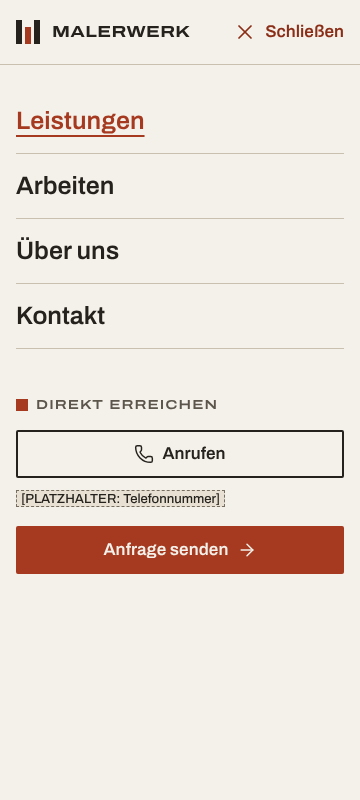 MALERWERK
Schließen
Leistungen
Arbeiten
Über uns
Kontakt
DIREKT ERREICHEN
Anrufen
[PLATZHALTER: Telefonnummer]
Anfrage senden